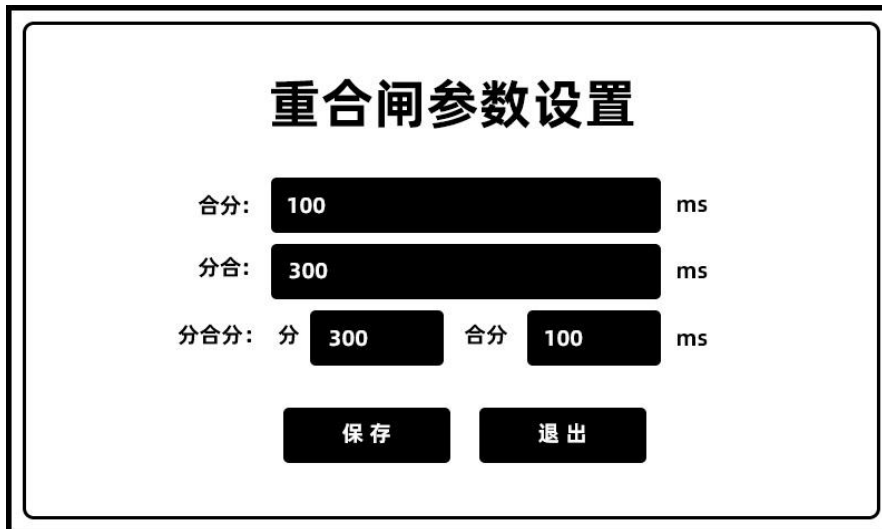 重合闸参数设置
合分: 100 ms
分合: 300 ms
分合分: 分 300 合分 100 ms
保存 退出